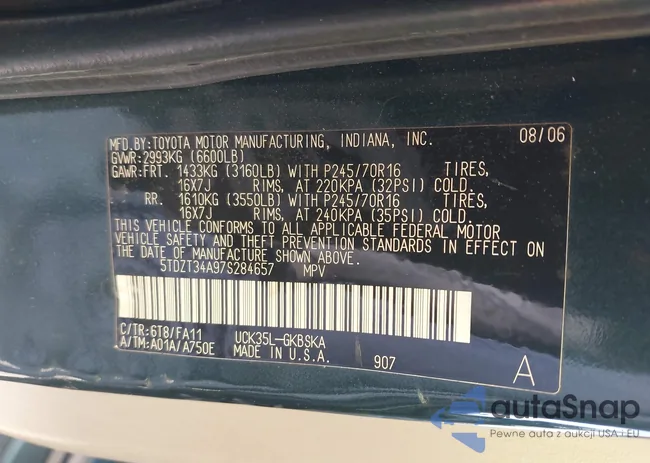 MFD.BY:TOYOTA MOTOR MANUFACTURING, INDIANA, INC. 08/06
GVWR:2993KG (6600LB)
GAWR:FRT. 1433KG (3160LB) WITH P245/70R16 TIRES,
16X7J RIMS, AT 220KPA (32PSI) COLD.
RR. 1610KG (3550LB) WITH P245/70R16 TIRES,
16X7J RIMS, AT 240KPA (35PSI) COLD.
THIS VEHICLE CONFORMS TO ALL APPLICABLE FEDERAL MOTOR
VEHICLE SAFETY AND THEFT PREVENTION STANDARDS IN EFFECT ON
THE DATE OF MANUFACTURE SHOWN ABOVE.
5TDZT34A97S284657 MPV
C/TR:6T8/FA11 UCK35L-GKBSKA
A/TM:A01A/A750E MADE IN U.S.A. 907
A
autaSnap
Pewne auta z aukcji USA i EU